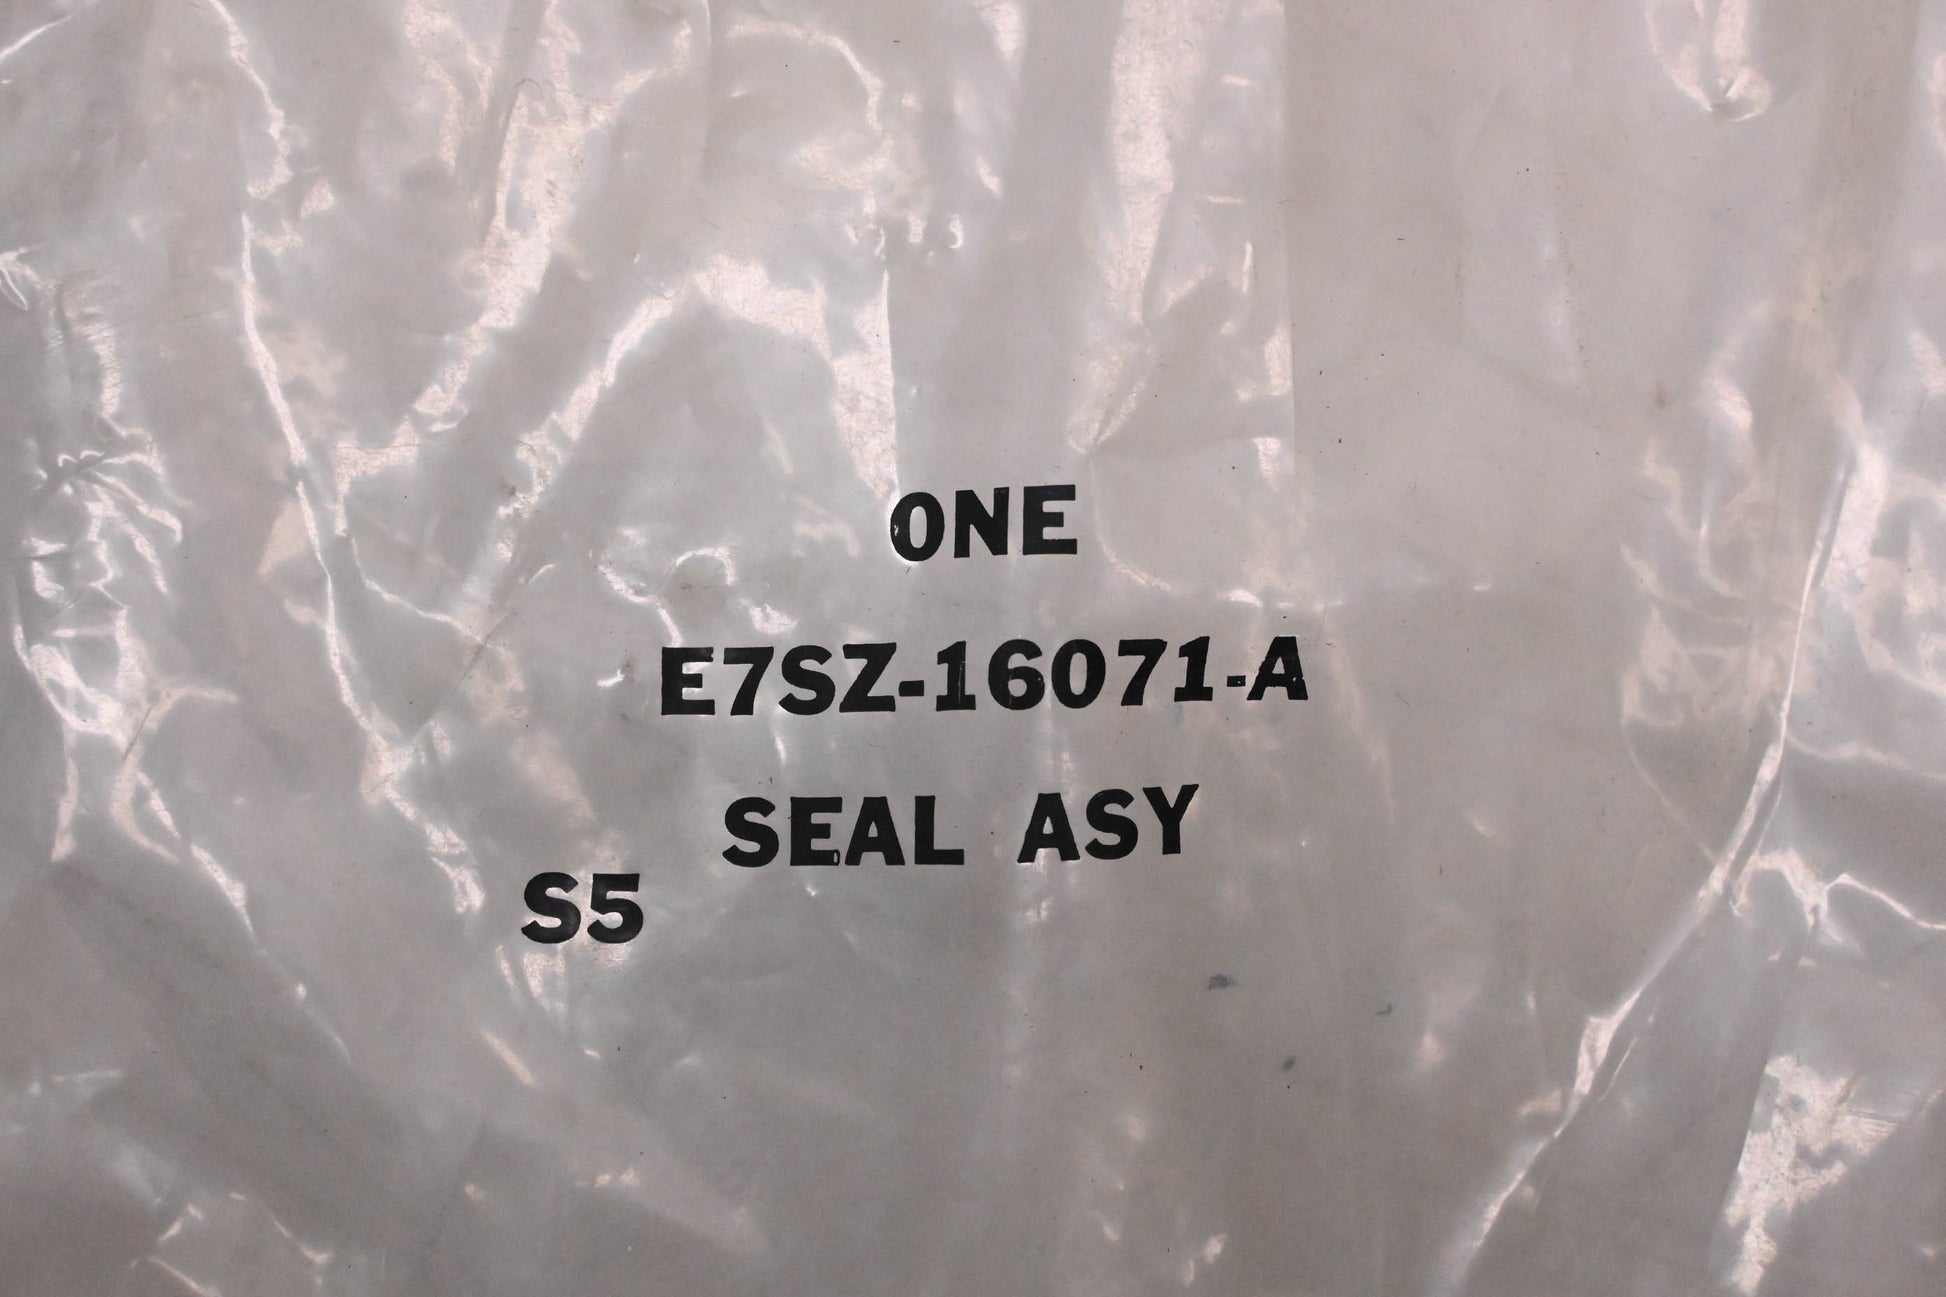 ONE
E7SZ-16071-A
SEAL ASY
S5